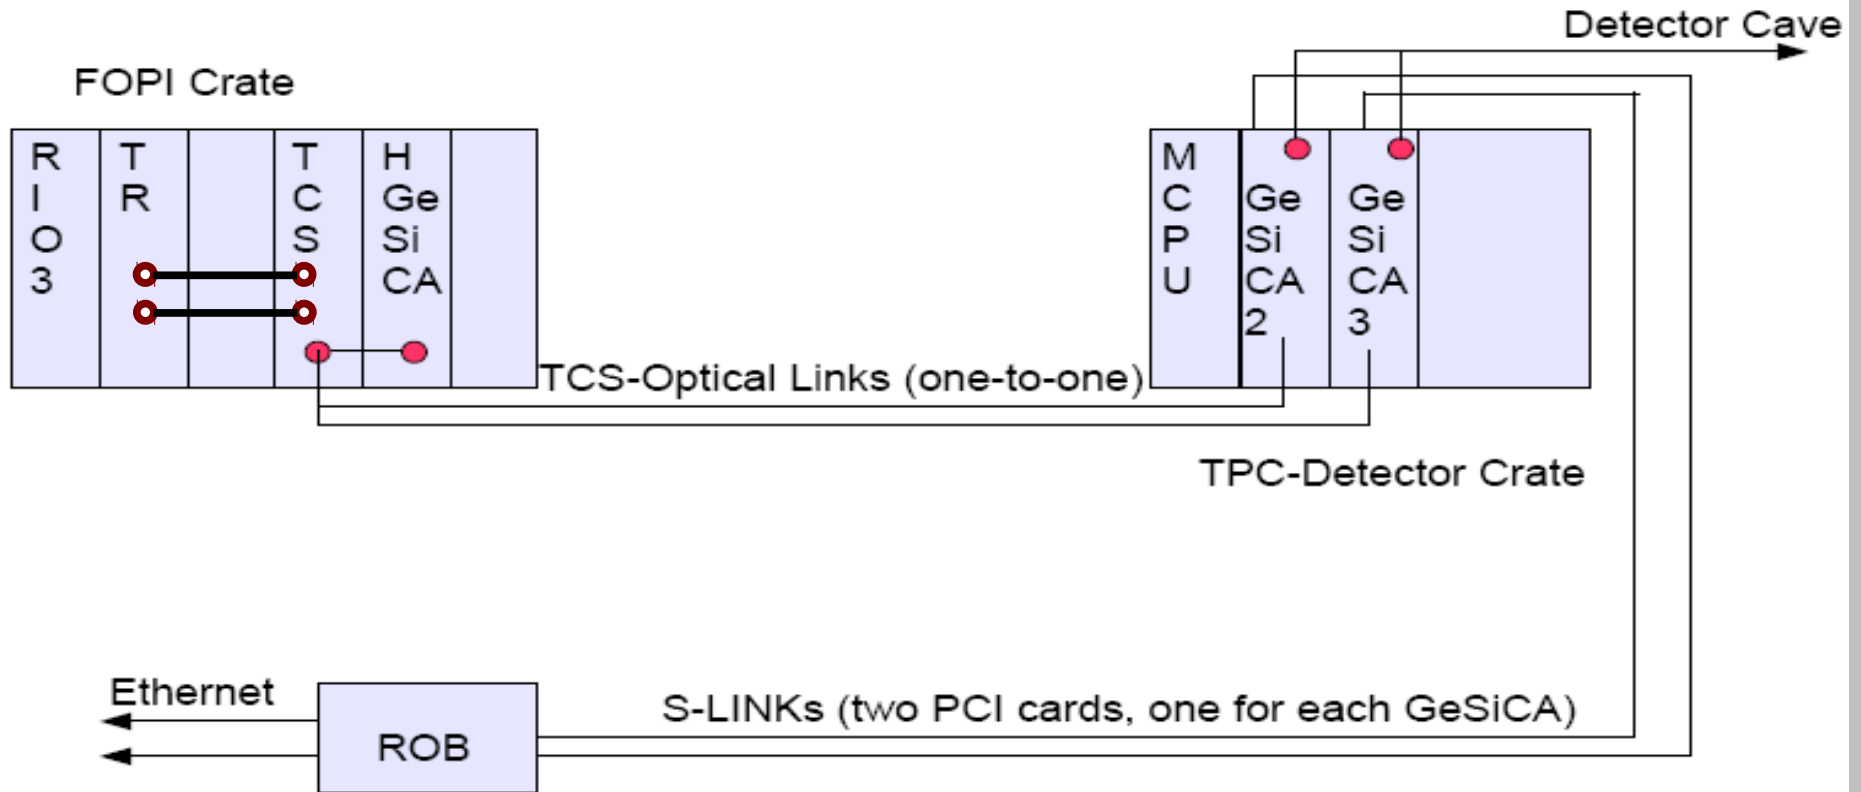 Detector Cave
FOPI Crate
R
I
O
3
T
R
T
C
S
H
Ge
Si
CA
M
C
P
U
Ge
Si
CA
2
Ge
Si
CA
3
TCS-Optical Links (one-to-one)
TPC-Detector Crate
Ethernet
S-LINKs (two PCI cards, one for each GeSiCA)
ROB